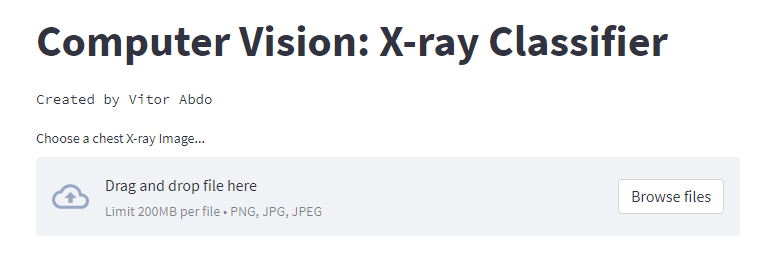 Computer Vision: X-ray Classifier
Created by Vitor Abdo
Choose a chest X-ray Image...
Drag and drop file here
Limit 200MB per file • PNG, JPG, JPEG
Browse files